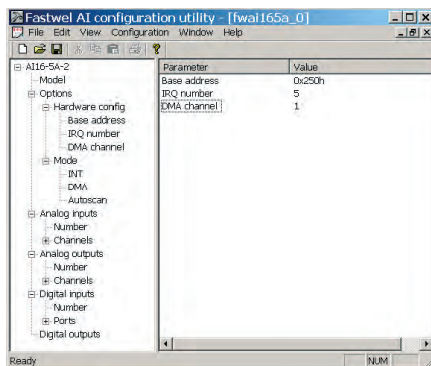 Fastwel AI configuration utility - [fwai165a_0]
File Edit View Configuration Window Help
AI16-5A-2
Model
Options
Hardware config
Base address
IRQ number
DMA channel
Mode
INT
DMA
Autoscan
Analog inputs
Number
Channels
Analog outputs
Number
Channels
Digital inputs
Number
Ports
Digital outputs
Parameter Value
Base address 0x250h
IRQ number 5
DMA channel 1
Ready NUM